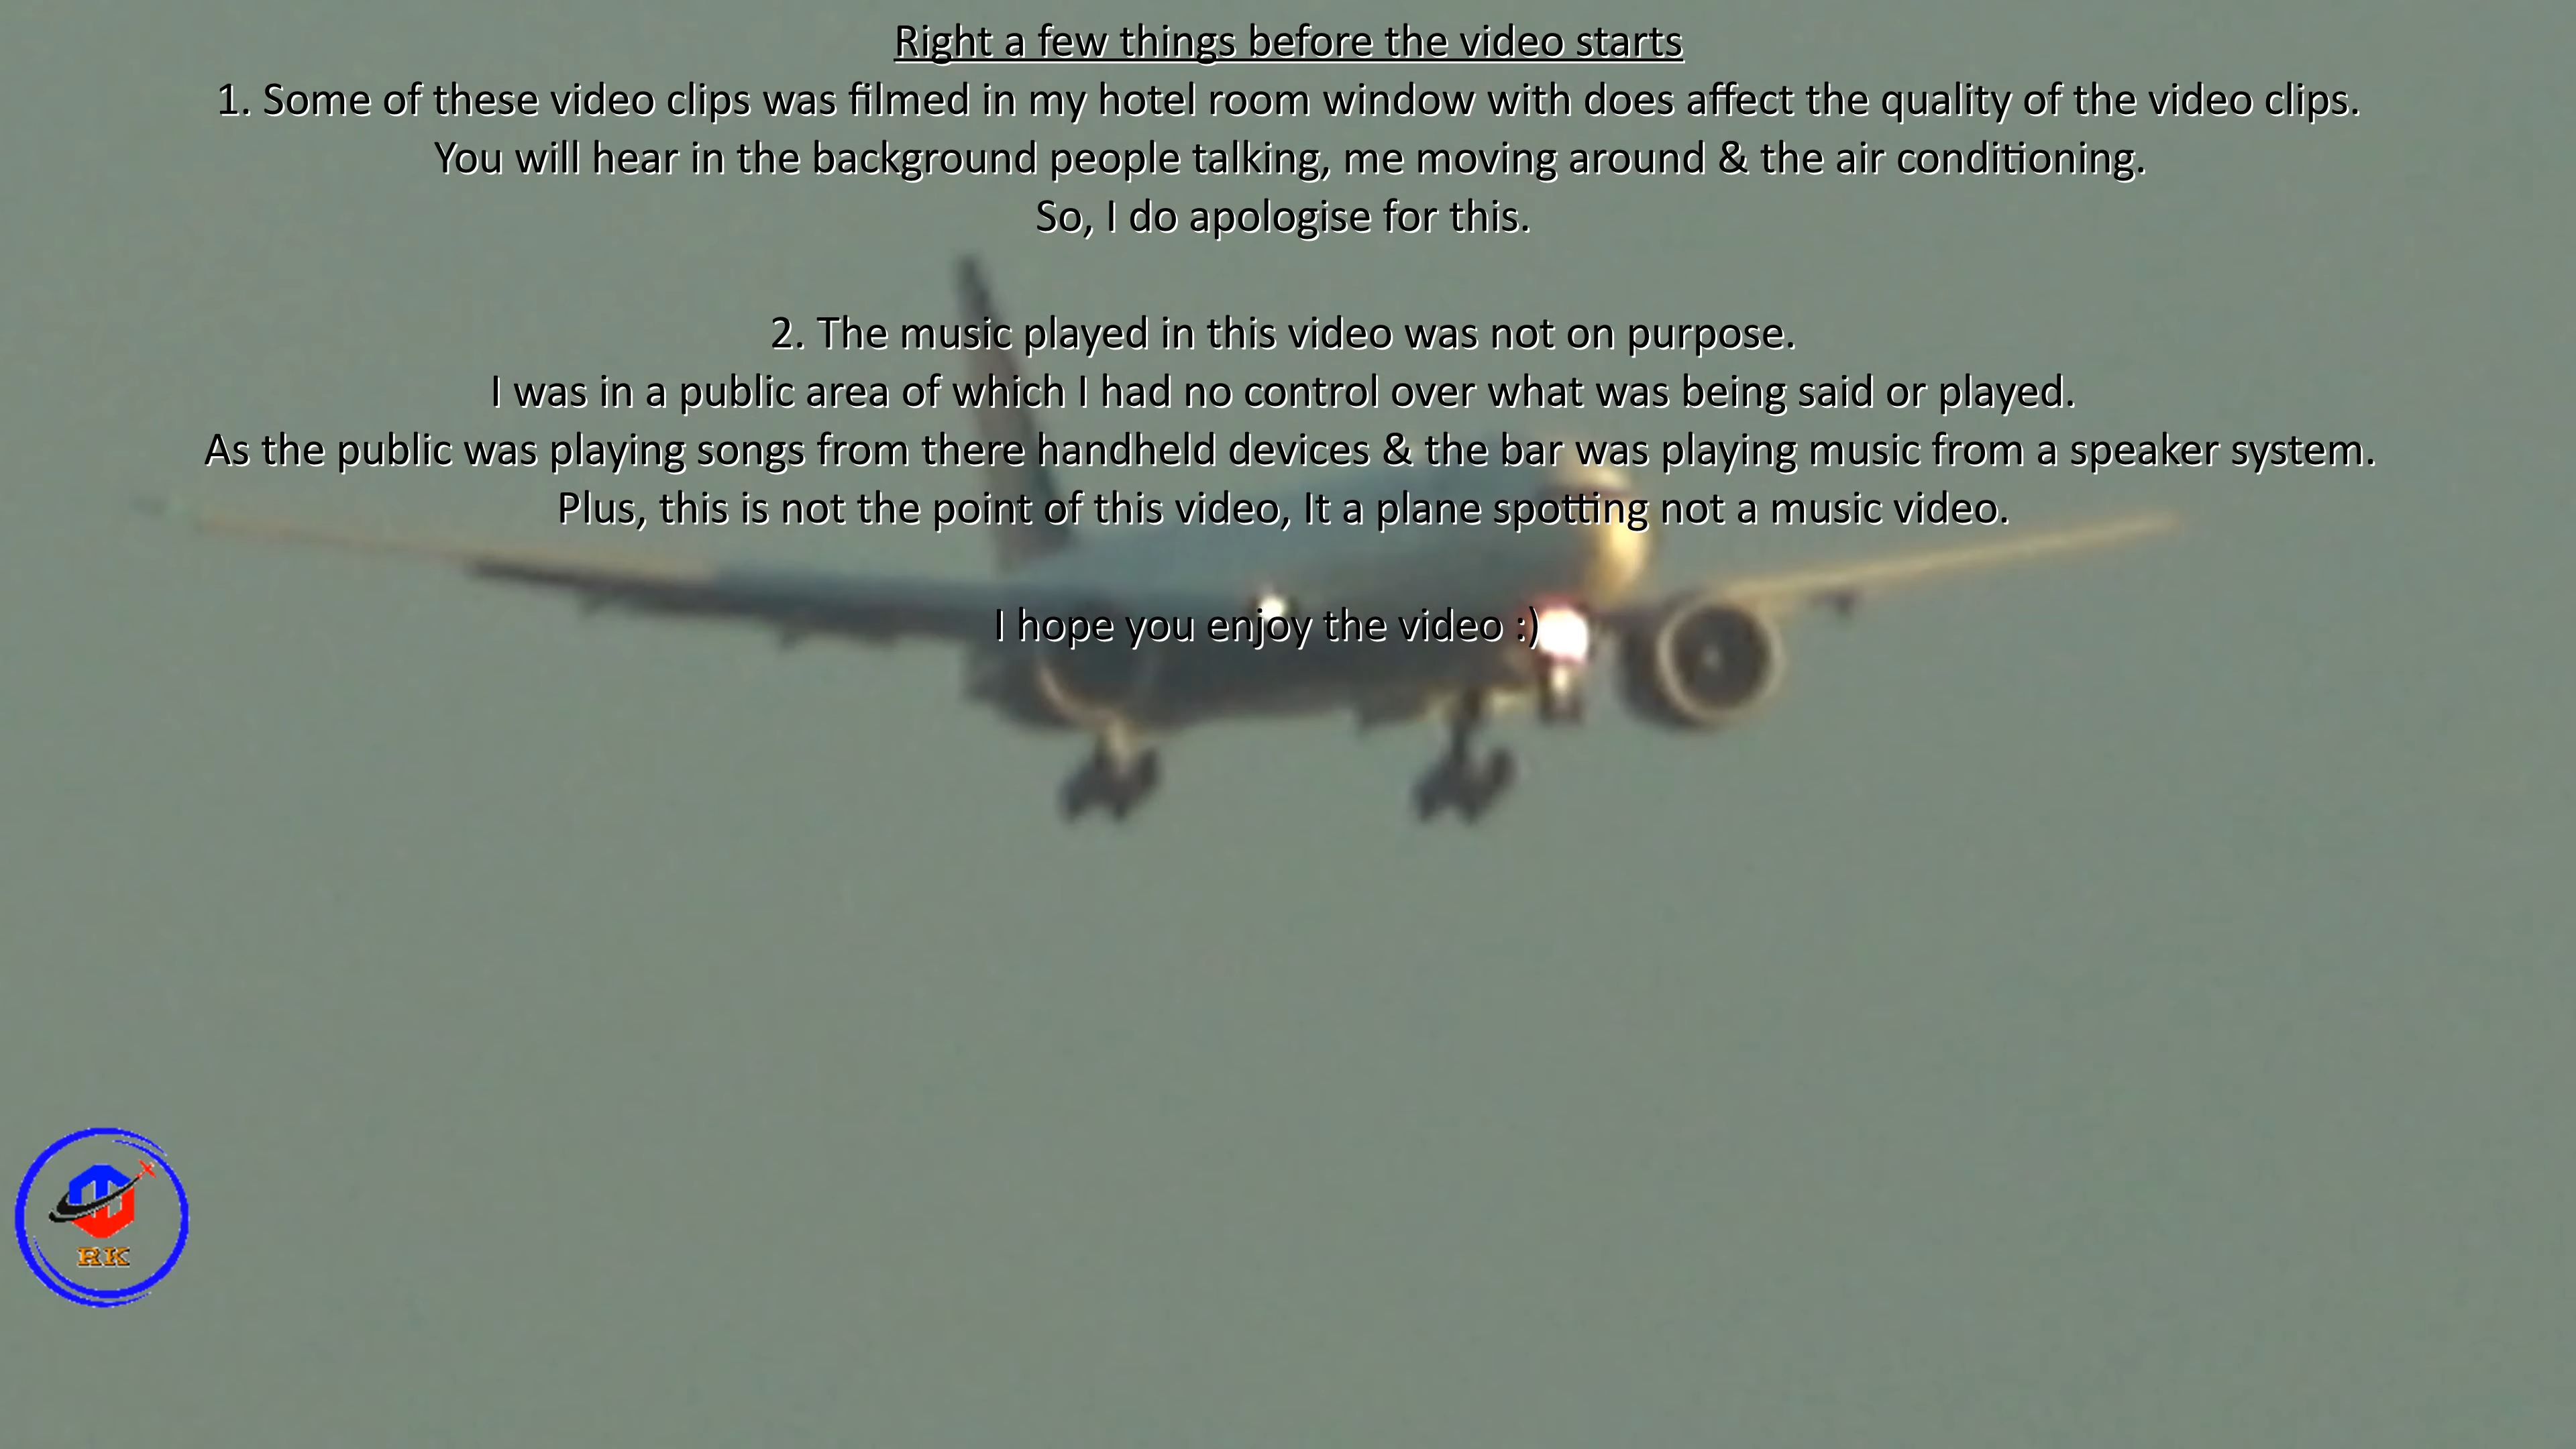 Right a few things before the video starts
1. Some of these video clips was filmed in my hotel room window with does affect the quality of the video clips.
You will hear in the background people talking, me moving around & the air conditioning.
So, I do apologise for this.
2. The music played in this video was not on purpose.
I was in a public area of which I had no control over what was being said or played.
As the public was playing songs from there handheld devices & the bar was playing music from a speaker system.
Plus, this is not the point of this video, It a plane spotting not a music video.
I hope you enjoy the video :)
RK